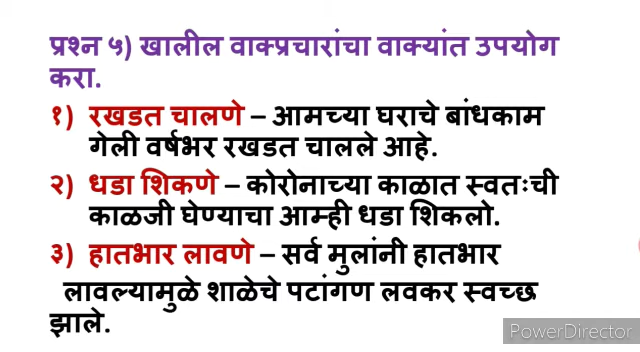 प्रश्न ५) खालील वाक्प्रचारांचा वाक्यांत उपयोग
करा.
१) रखडत चालणे – आमच्या घराचे बांधकाम
गेली वर्षभर रखडत चालले आहे.
२) धडा शिकणे – कोरोनाच्या काळात स्वतःची
काळजी घेण्याचा आम्ही धडा शिकलो.
३) हातभार लावणे – सर्व मुलांनी हातभार
लावल्यामुळे शाळेचे पटांगण लवकर स्वच्छ
झाले.
PowerDirector